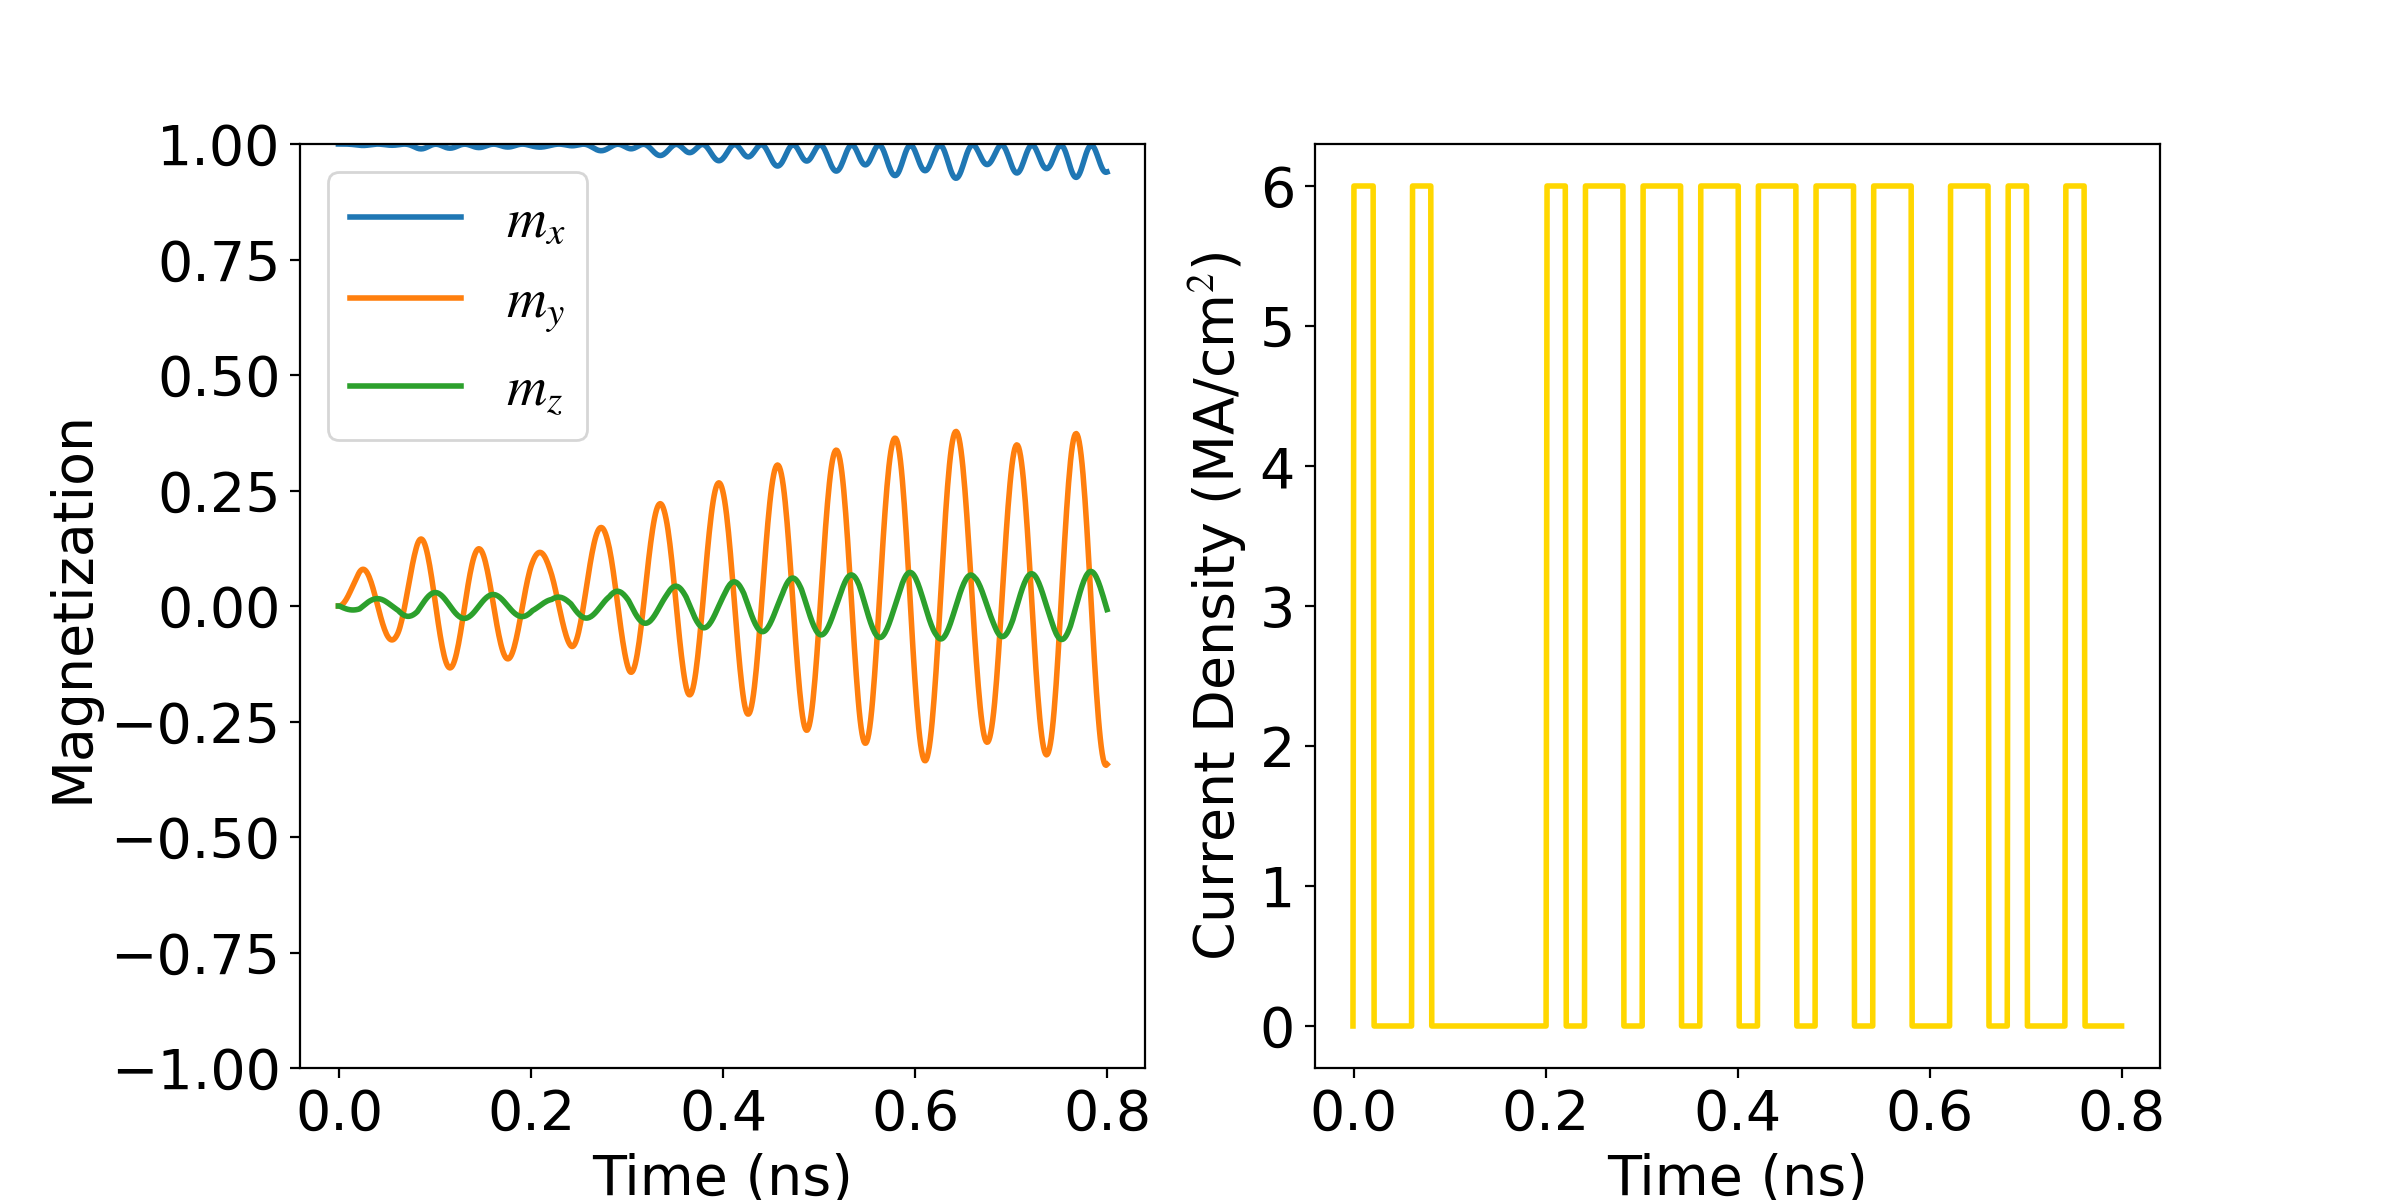 1.00
0.75
0.50
0.25
0.00
−0.25
−0.50
−0.75
−1.00
Magnetization
m_x
m_y
m_z
0.0 0.2 0.4 0.6 0.8
Time (ns)
6
5
4
3
2
1
0
Current Density (MA/cm²)
0.0 0.2 0.4 0.6 0.8
Time (ns)